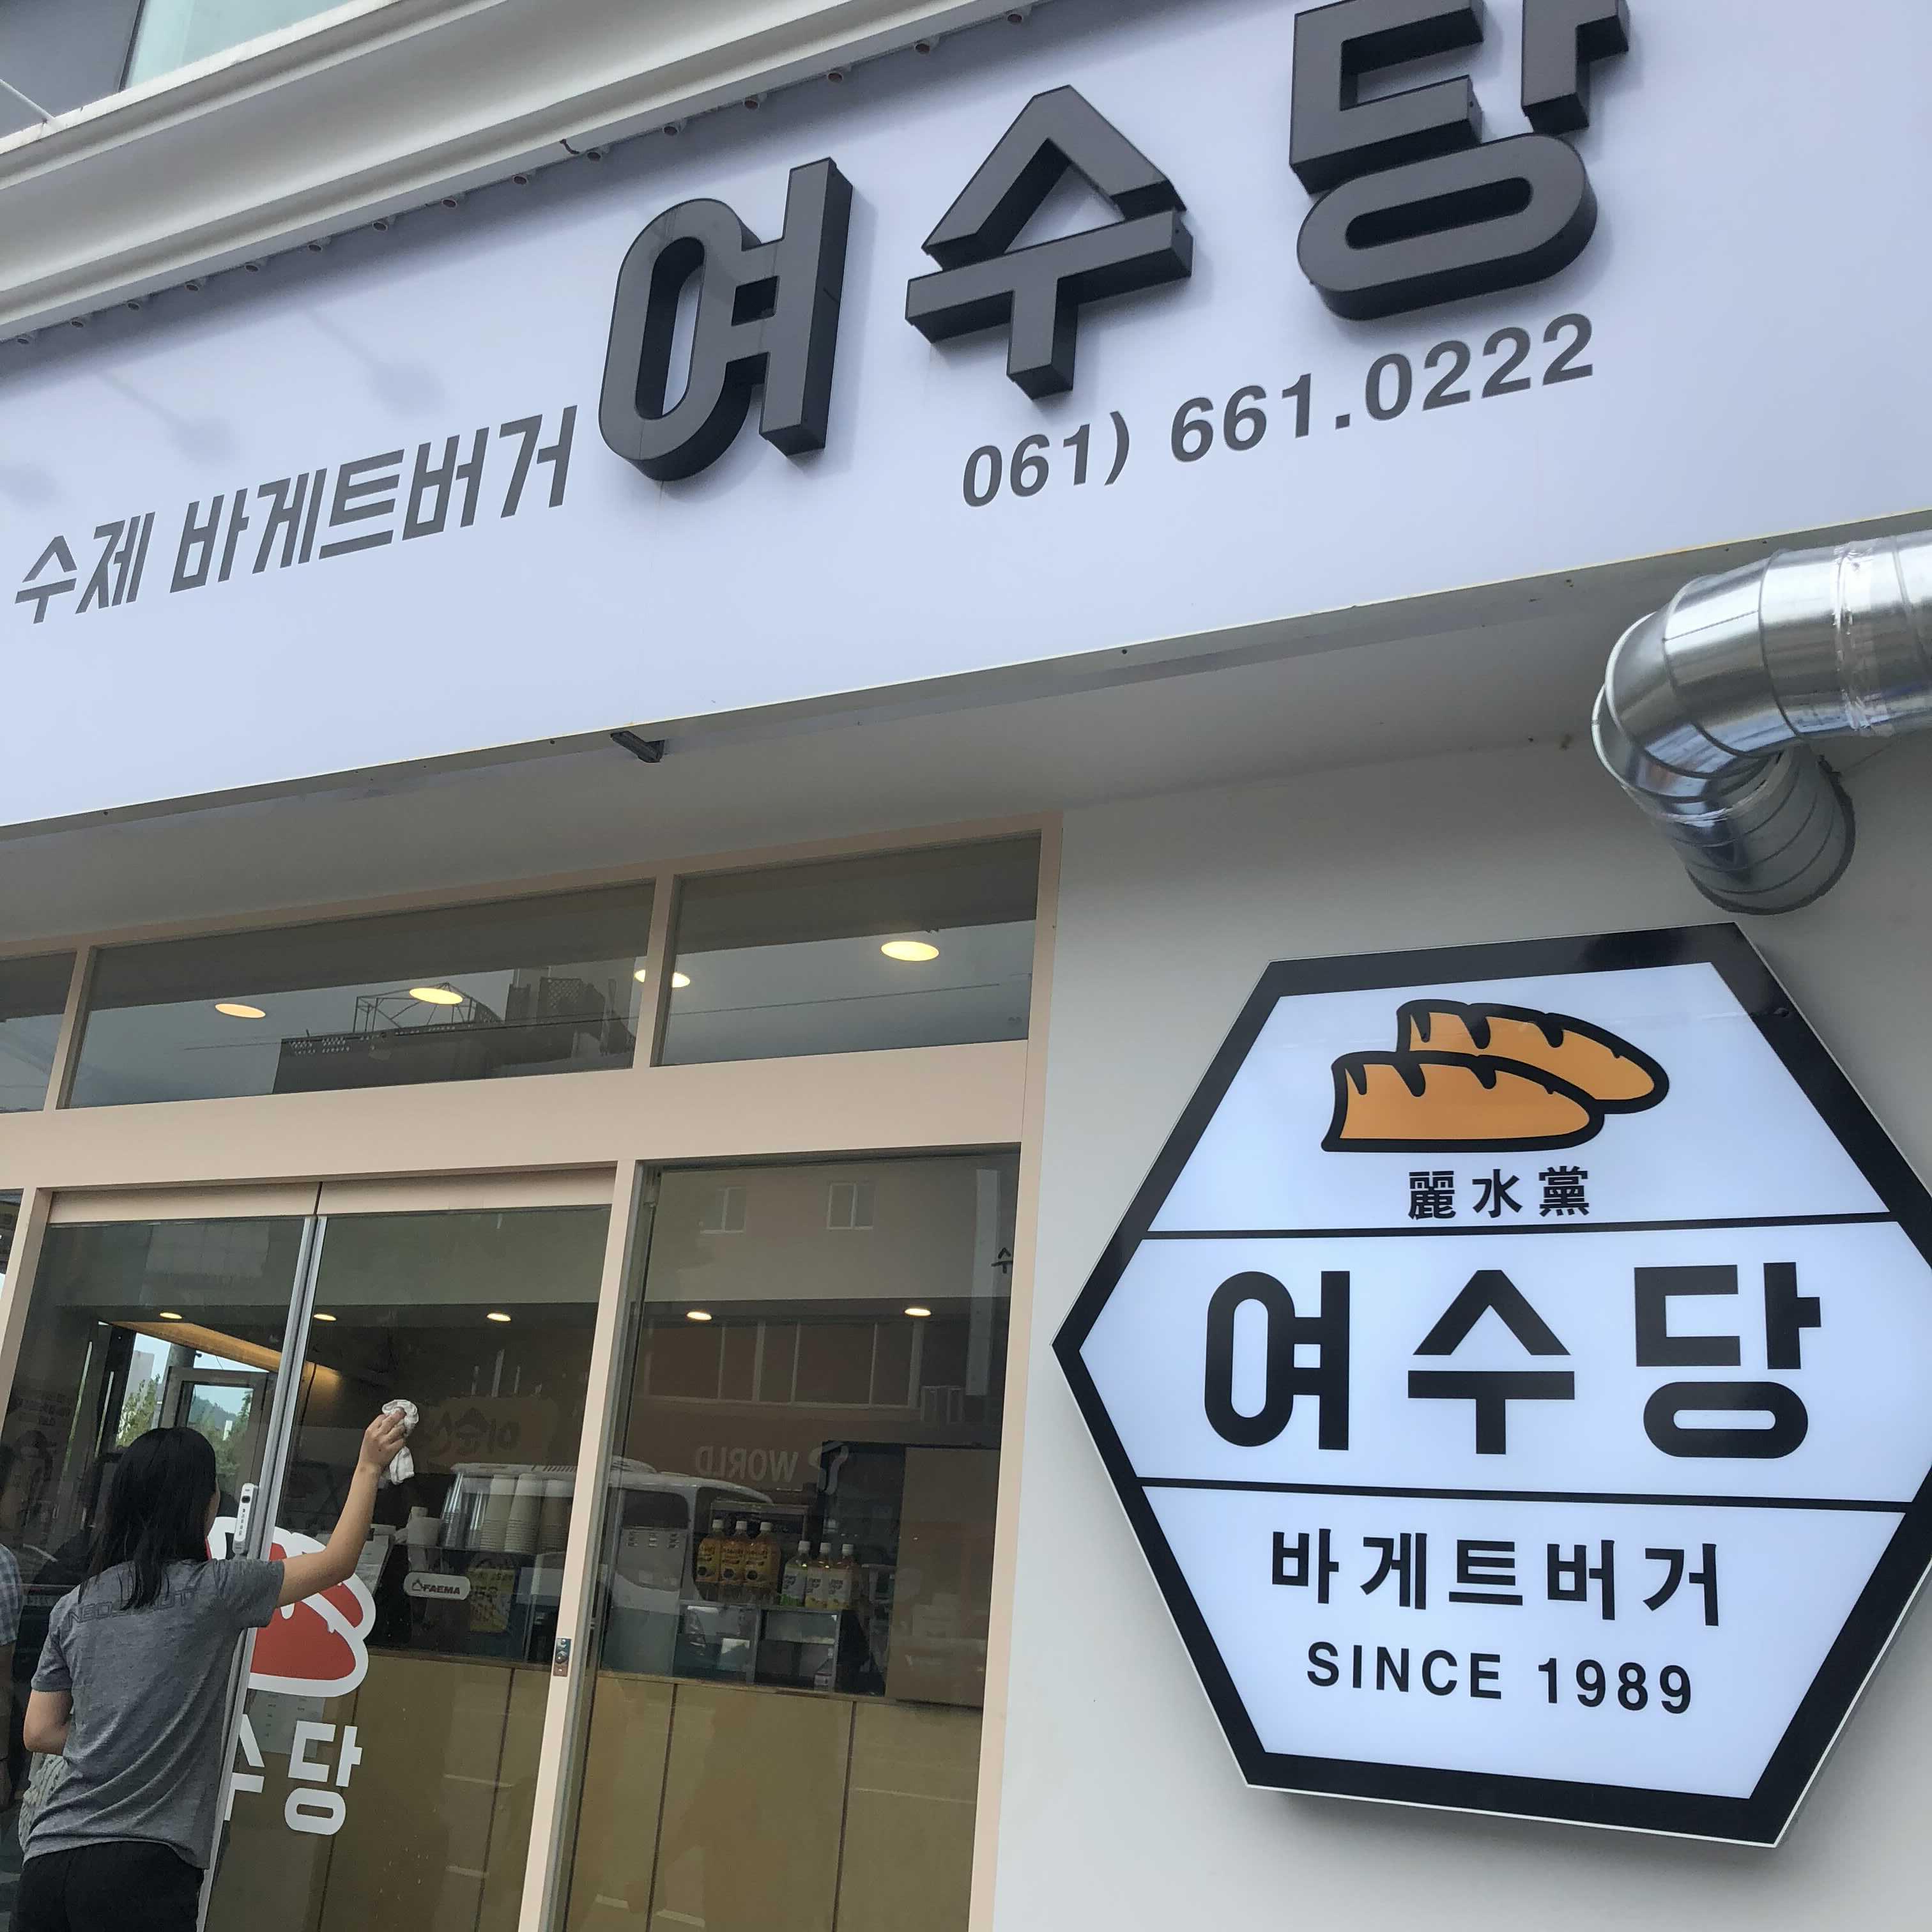 여수당
수제 바게트버거
061) 661.0222
麗水黨
여수당
바게트버거
SINCE 1989
WORLD
FAEMA
수당